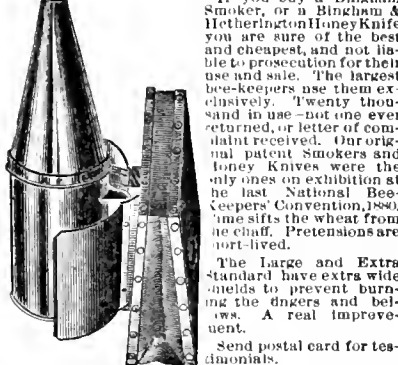 If you buy a Bingham
Smoker, or a Bingham &
Hetherington Honey Knife
you are sure of the best
and cheapest, and not lia-
ble to prosecution for their
use and sale. The largest
bee-keepers use them ex-
clusively. Twenty thou-
sand in use—not one ever
returned, or letter of com-
plaint received. Our orig-
inal patent Smokers and
Honey Knives were the
only ones on exhibition at
the last National Bee-
Keepers' Convention, 1880.
Time sifts the wheat from
the chaff. Pretensions are
short-lived.
The Large and Extra
Standard have extra wide
shields to prevent burn-
ing the fingers and bel-
lows. A real improve-
ment.
Send postal card for tes-
timonials.